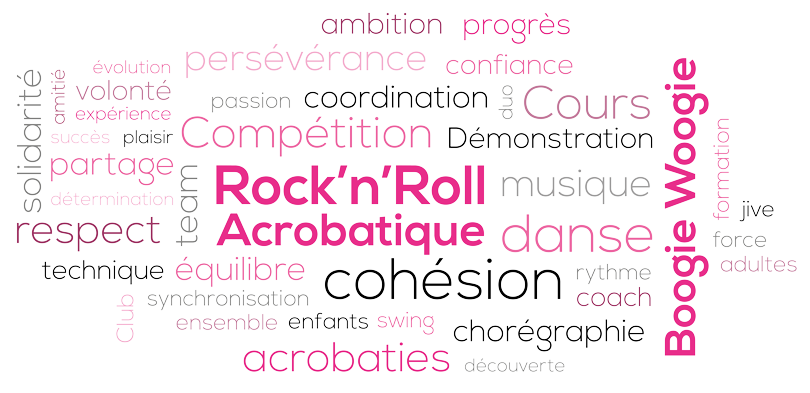 ambition progrès
persévérance
évolution
confiance
solidarité
amitié
volonté
passion
coordination
duo
Cours
Boogie Woogie
expérience
succès
plaisir
Compétition
Démonstration
partage
team
Rock'n'Roll
musique
formation
détermination
jive
respect
Acrobatique
danse
force
technique
équilibre
cohésion
rytyhme
adultes
Club
synchronisation
coach
ensemble
enfants
swing
chorégraphie
acrobaties
découverte